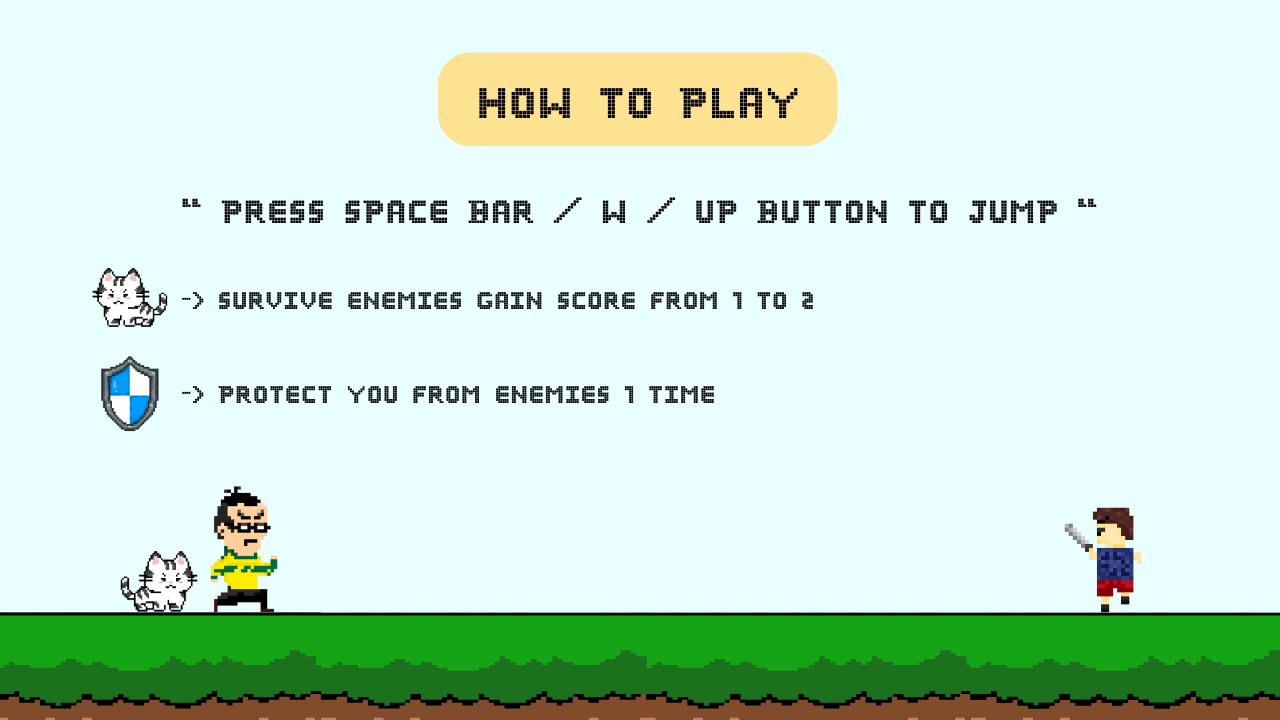 HOW TO PLAY
" PRESS SPACE BAR / W / UP BUTTON TO JUMP "
-> SURVIVE ENEMIES GAIN SCORE FROM 1 TO 2
-> PROTECT YOU FROM ENEMIES 1 TIME